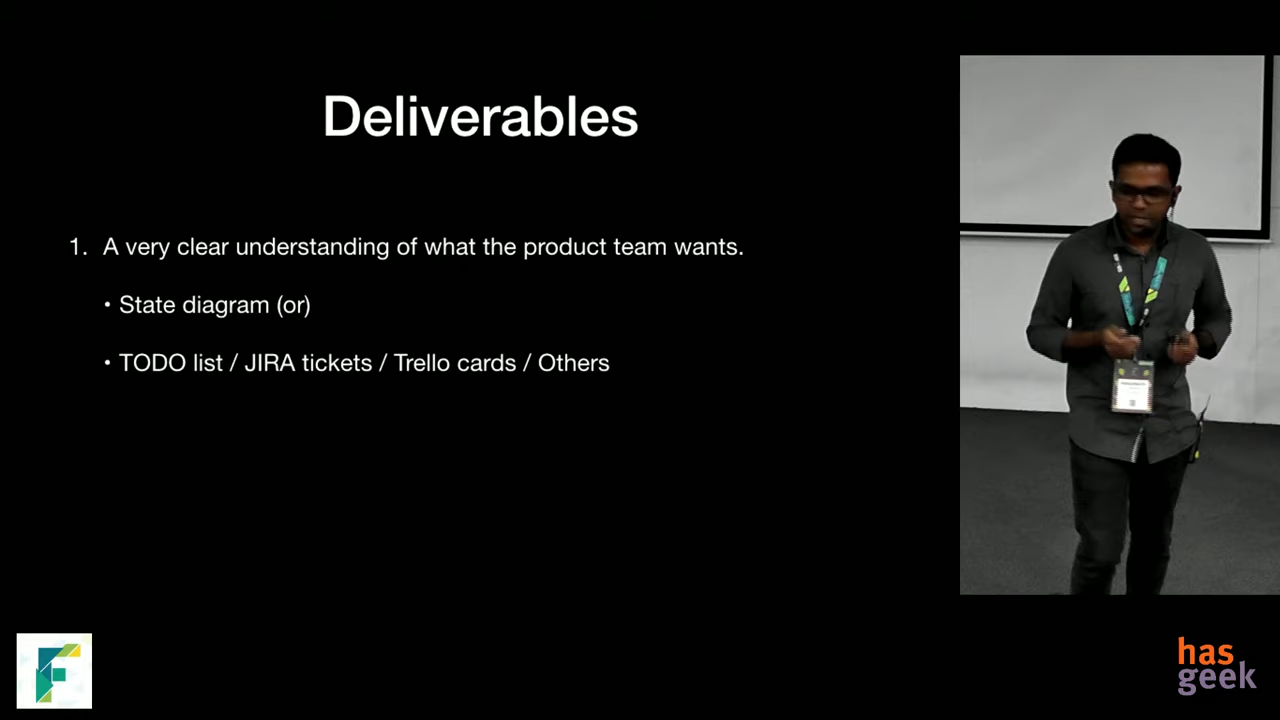 Deliverables
1. A very clear understanding of what the product team wants.
• State diagram (or)
• TODO list / JIRA tickets / Trello cards / Others
has
geek